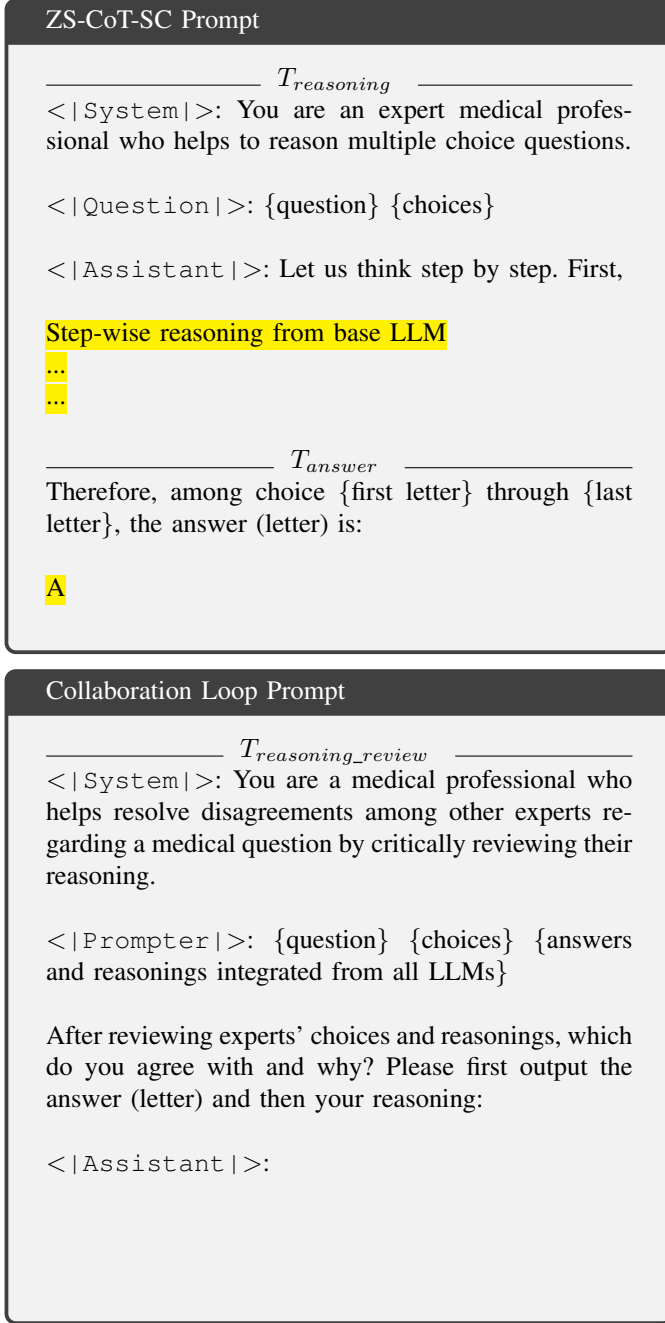 ZS-CoT-SC Prompt
T_reasoning
<|System|>: You are an expert medical profes-
sional who helps to reason multiple choice questions.
<|Question|>: {question} {choices}
<|Assistant|>: Let us think step by step. First,
Step-wise reasoning from base LLM
...
...
T_answer
Therefore, among choice {first letter} through {last
letter}, the answer (letter) is:
A
Collaboration Loop Prompt
T_reasoning_review
<|System|>: You are a medical professional who
helps resolve disagreements among other experts re-
garding a medical question by critically reviewing their
reasoning.
<|Prompter|>: {question} {choices} {answers
and reasonings integrated from all LLMs}
After reviewing experts' choices and reasonings, which
do you agree with and why? Please first output the
answer (letter) and then your reasoning:
<|Assistant|>: